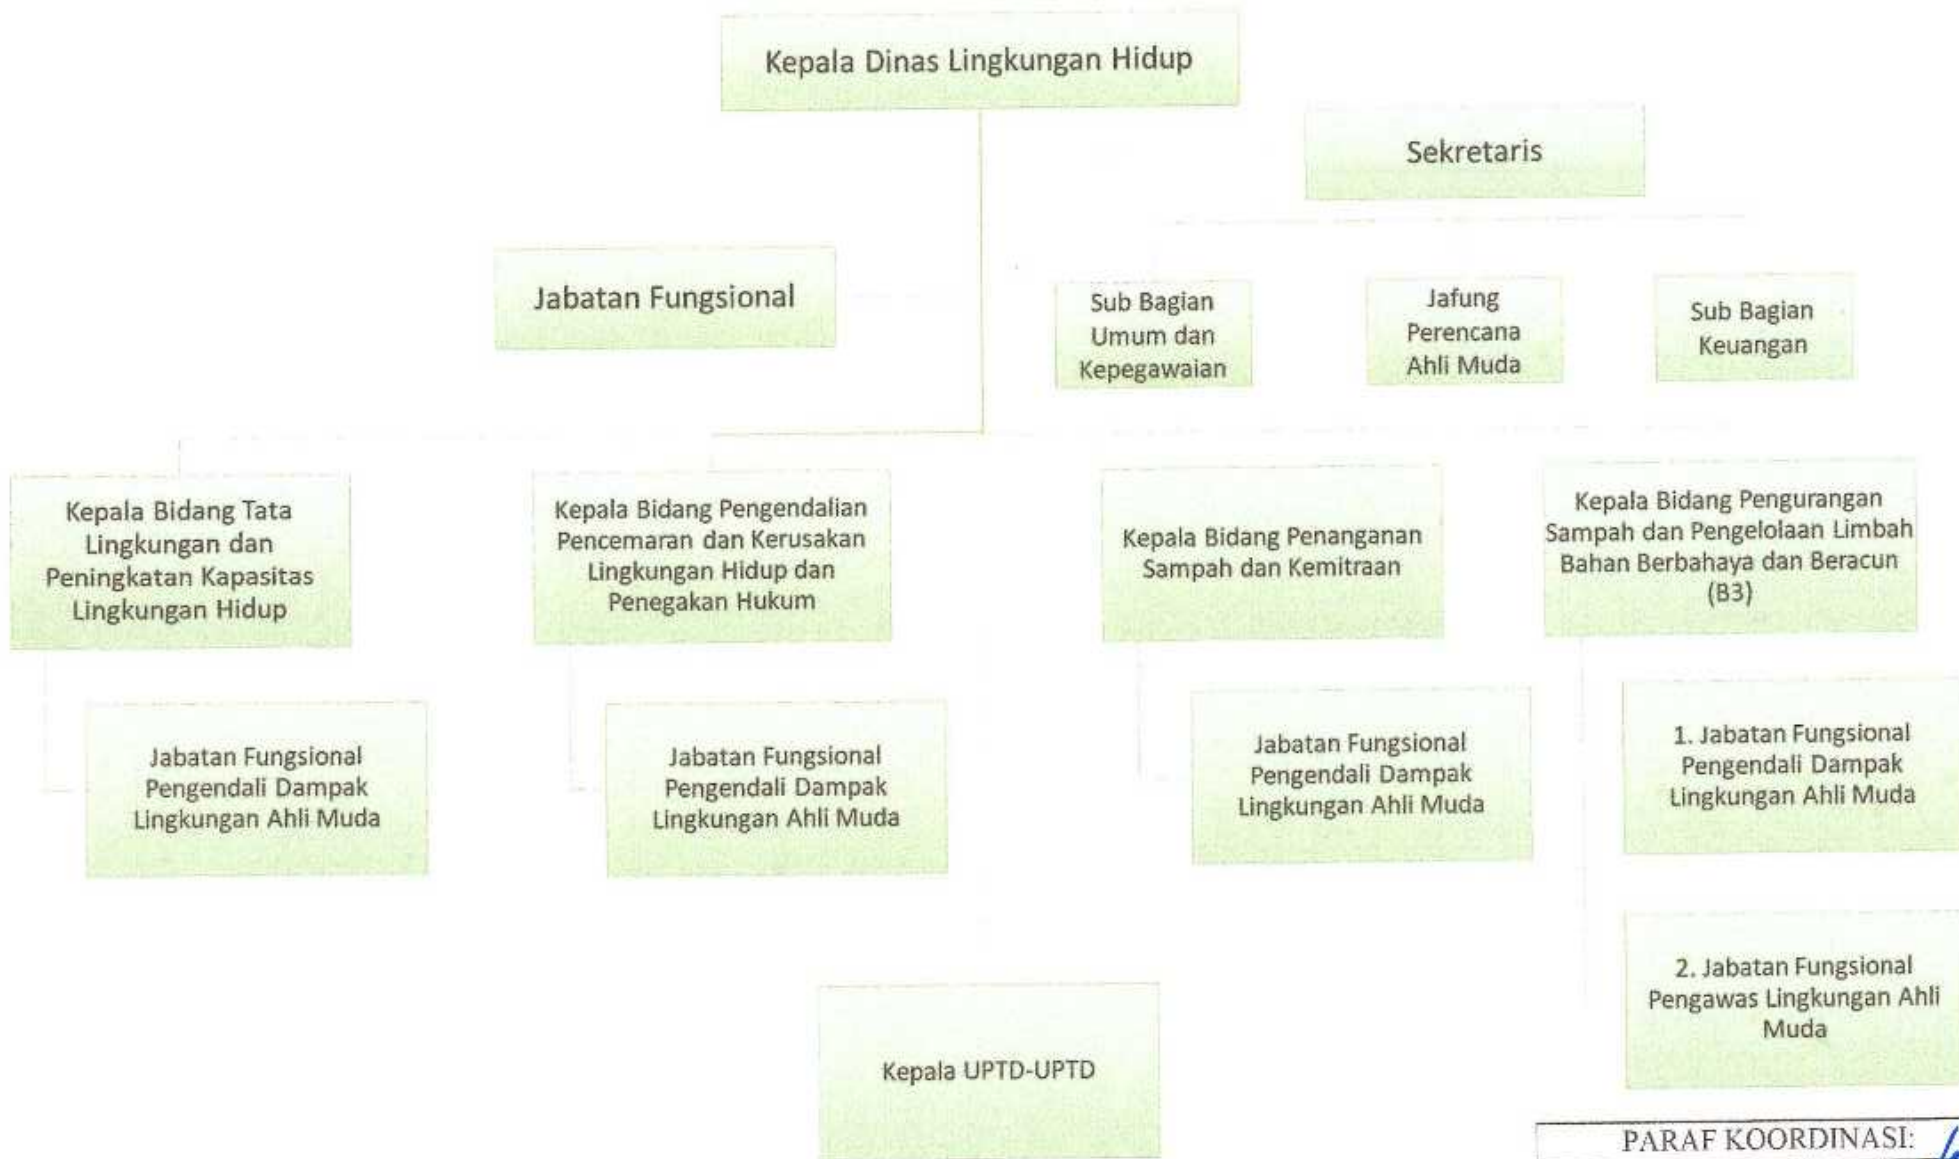 Kepala Dinas Lingkungan Hidup
Sekretaris
Jabatan Fungsional
Sub Bagian
Umum dan
Kepegawaian
Jafung
Perencana
Ahli Muda
Sub Bagian
Keuangan
Kepala Bidang Tata
Lingkungan dan
Peningkatan Kapasitas
Lingkungan Hidup
Kepala Bidang Pengendalian
Pencemaran dan Kerusakan
Lingkungan Hidup dan
Penegakan Hukum
Kepala Bidang Penanganan
Sampah dan Kemitraan
Kepala Bidang Pengurangan
Sampah dan Pengelolaan Limbah
Bahan Berbahaya dan Beracun
(B3)
Jabatan Fungsional
Pengendali Dampak
Lingkungan Ahli Muda
Jabatan Fungsional
Pengendali Dampak
Lingkungan Ahli Muda
Jabatan Fungsional
Pengendali Dampak
Lingkungan Ahli Muda
1. Jabatan Fungsional
Pengendali Dampak
Lingkungan Ahli Muda
2. Jabatan Fungsional
Pengawas Lingkungan Ahli
Muda
Kepala UPTD-UPTD
PARAF KOORDINASI: